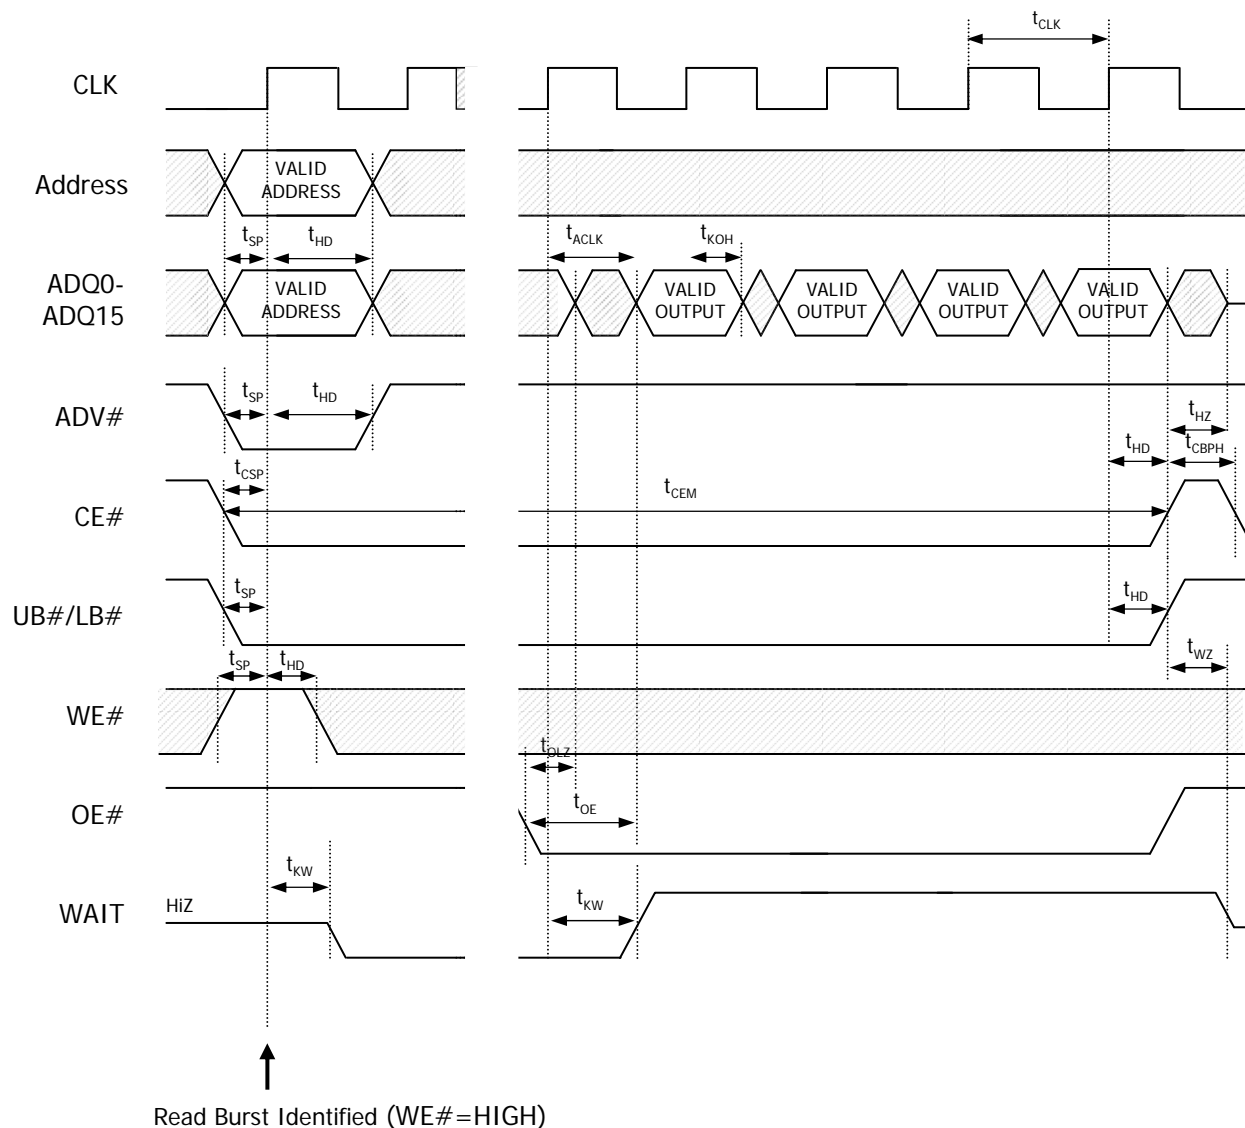 tCLK
CLK
Address
VALID ADDRESS
tSP tHD
tACLK tKOH
ADQ0-
ADQ15
VALID ADDRESS
VALID OUTPUT
VALID OUTPUT
VALID OUTPUT
VALID OUTPUT
ADV#
tSP tHD
tHZ
tHD tCBPH
tCSP
tCEM
CE#
UB#/LB#
tSP
tHD
tWZ
tSP tHD
WE#
tOLZ
OE#
tOE
tKW
WAIT
HiZ
tKW
Read Burst Identified (WE#=HIGH)